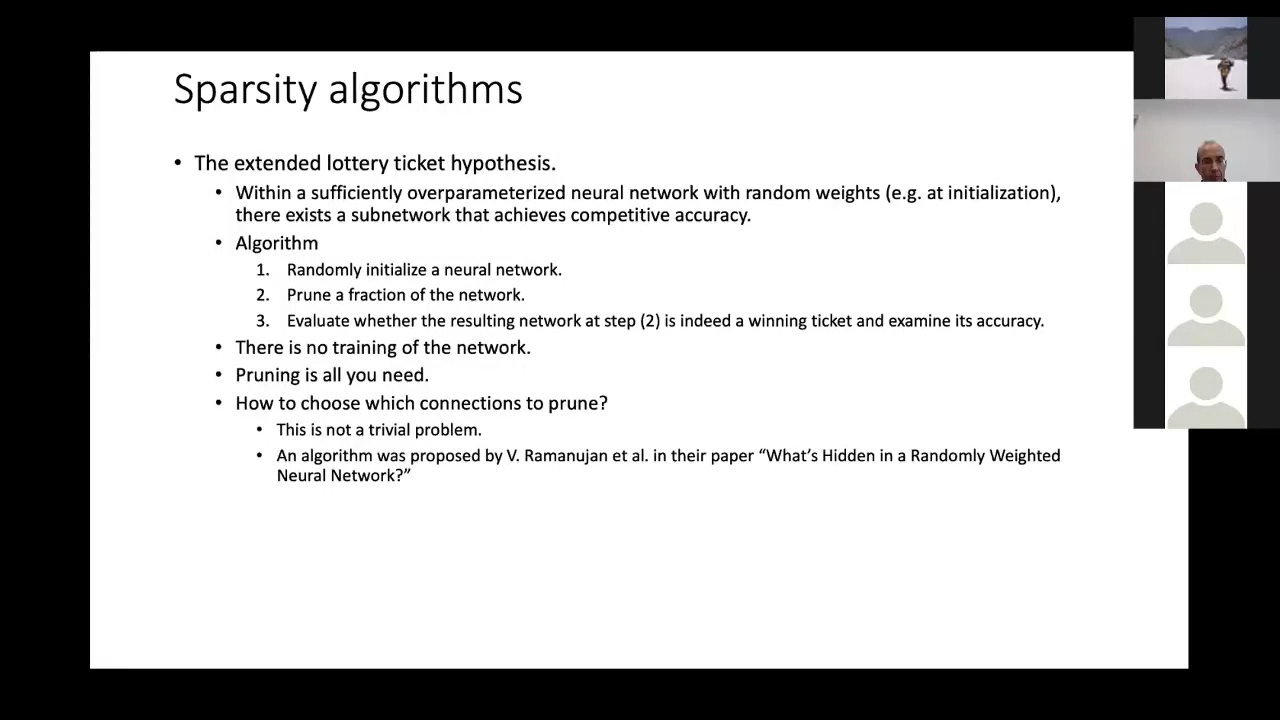 Sparsity algorithms
• The extended lottery ticket hypothesis.
• Within a sufficiently overparameterized neural network with random weights (e.g. at initialization),
there exists a subnetwork that achieves competitive accuracy.
• Algorithm
1. Randomly initialize a neural network.
2. Prune a fraction of the network.
3. Evaluate whether the resulting network at step (2) is indeed a winning ticket and examine its accuracy.
• There is no training of the network.
• Pruning is all you need.
• How to choose which connections to prune?
• This is not a trivial problem.
• An algorithm was proposed by V. Ramanujan et al. in their paper “What’s Hidden in a Randomly Weighted
Neural Network?”